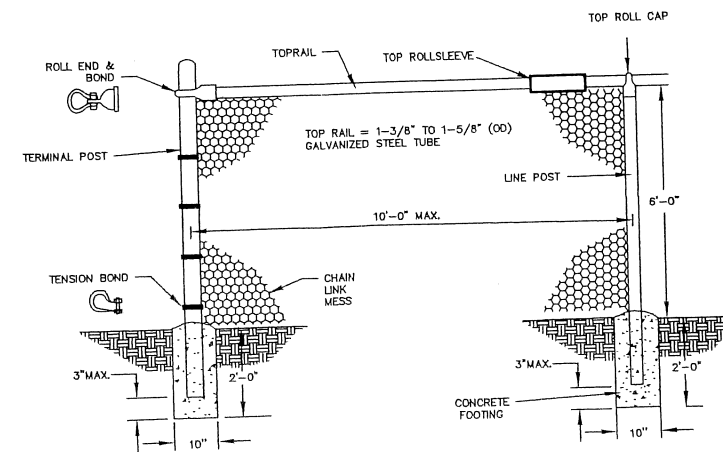 TOP ROLL CAP
TOPRAIL
TOP ROLLSLEEVE
ROLL END &
BOND
TOP RAIL = 1-3/8" TO 1-5/8" (OD)
GALVANIZED STEEL TUBE
TERMINAL POST
LINE POST
6'-0"
10'-0" MAX.
TENSION BOND
CHAIN
LINK
MESS
3"MAX.
2'-0"
3"MAX.
2'-0"
CONCRETE
FOOTING
10"
10"